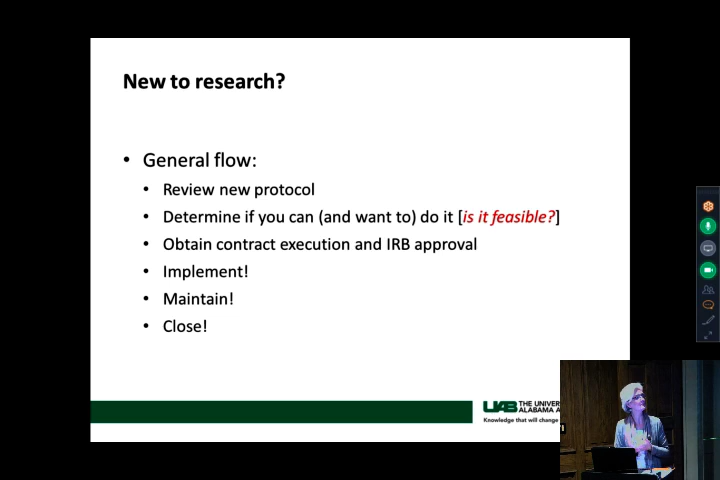 New to research?
• General flow:
• Review new protocol
• Determine if you can (and want to) do it [is it feasible?]
• Obtain contract execution and IRB approval
• Implement!
• Maintain!
• Close!
UAB THE
ALABAMA
Knowledge that will change